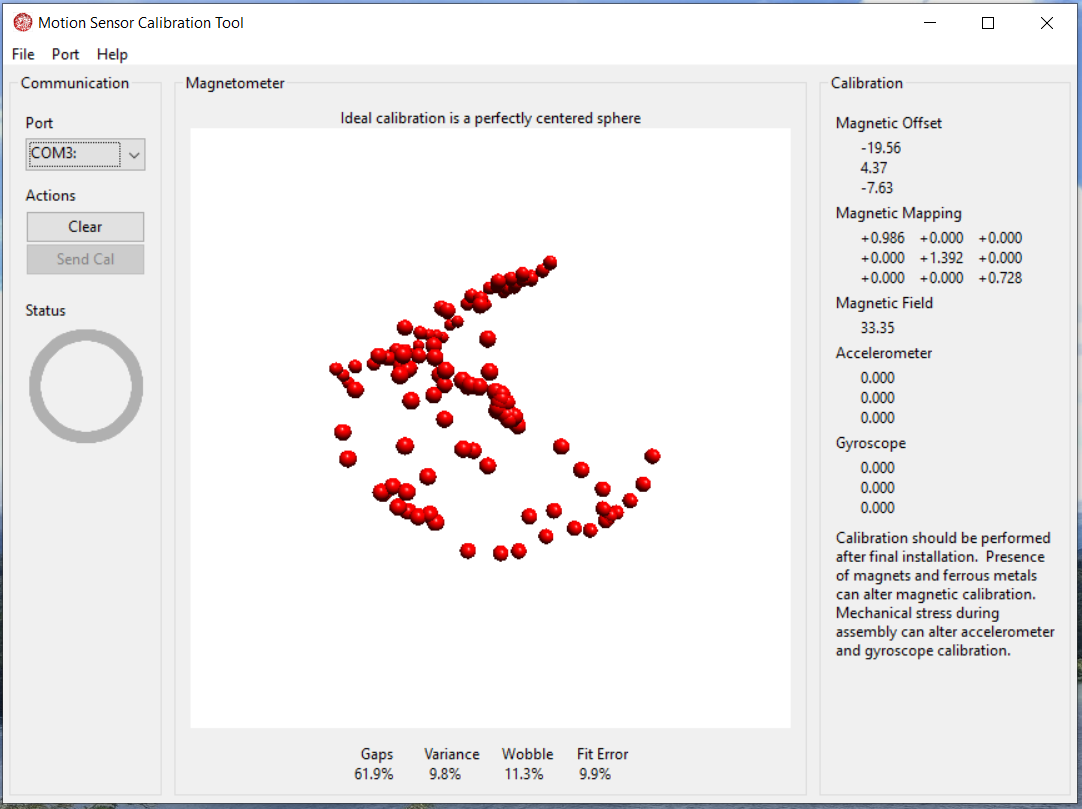 Motion Sensor Calibration Tool
File Port Help
Communication
Port
COM3:
Actions
Clear
Send Cal
Status
Magnetometer
Ideal calibration is a perfectly centered sphere
Gaps Variance Wobble Fit Error
61.9% 9.8% 11.3% 9.9%
Calibration
Magnetic Offset
-19.56
4.37
-7.63
Magnetic Mapping
+0.986 +0.000 +0.000
+0.000 +1.392 +0.000
+0.000 +0.000 +0.728
Magnetic Field
33.35
Accelerometer
0.000
0.000
0.000
Gyroscope
0.000
0.000
0.000
Calibration should be performed
after final installation. Presence
of magnets and ferrous metals
can alter magnetic calibration.
Mechanical stress during
assembly can alter accelerometer
and gyroscope calibration.